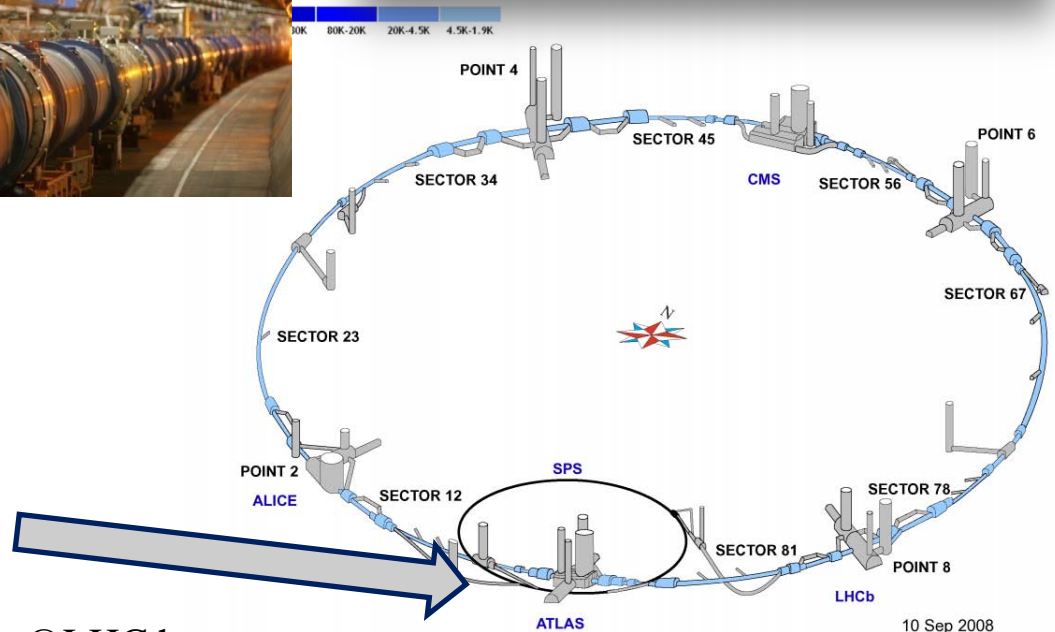 80K-20K 20K-4.5K 4.5K-1.9K
POINT 4
SECTOR 45
POINT 6
CMS
SECTOR 56
SECTOR 34
SECTOR 67
N
SECTOR 23
POINT 2
SPS
ALICE
SECTOR 12
SECTOR 78
SECTOR 81
POINT 8
LHCb
ATLAS
10 Sep 2008